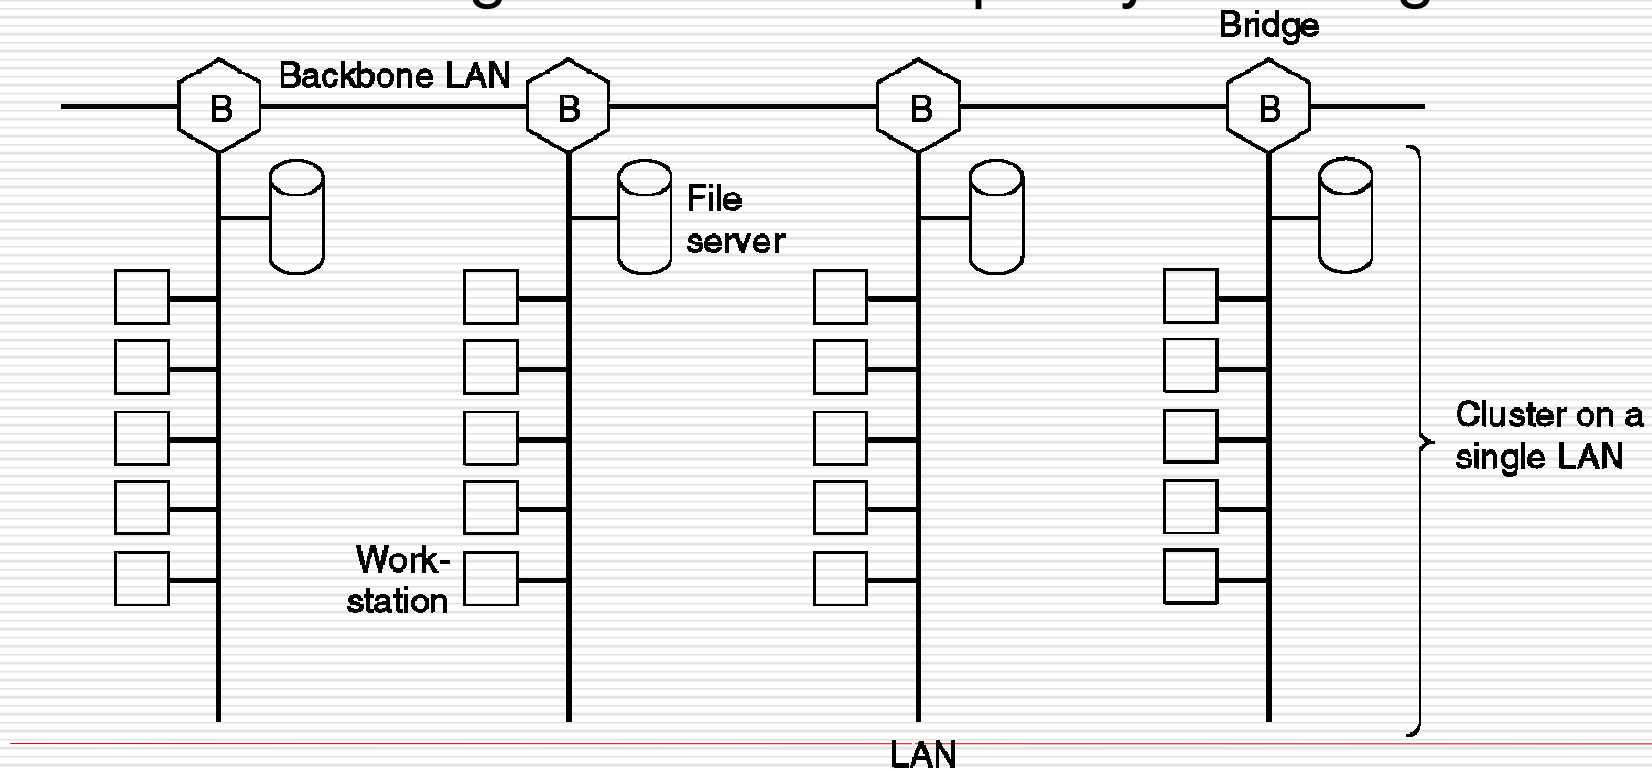 Bridge
Backbone LAN
B
B
B
B
File
server
Cluster on a
single LAN
Work-
station
LAN